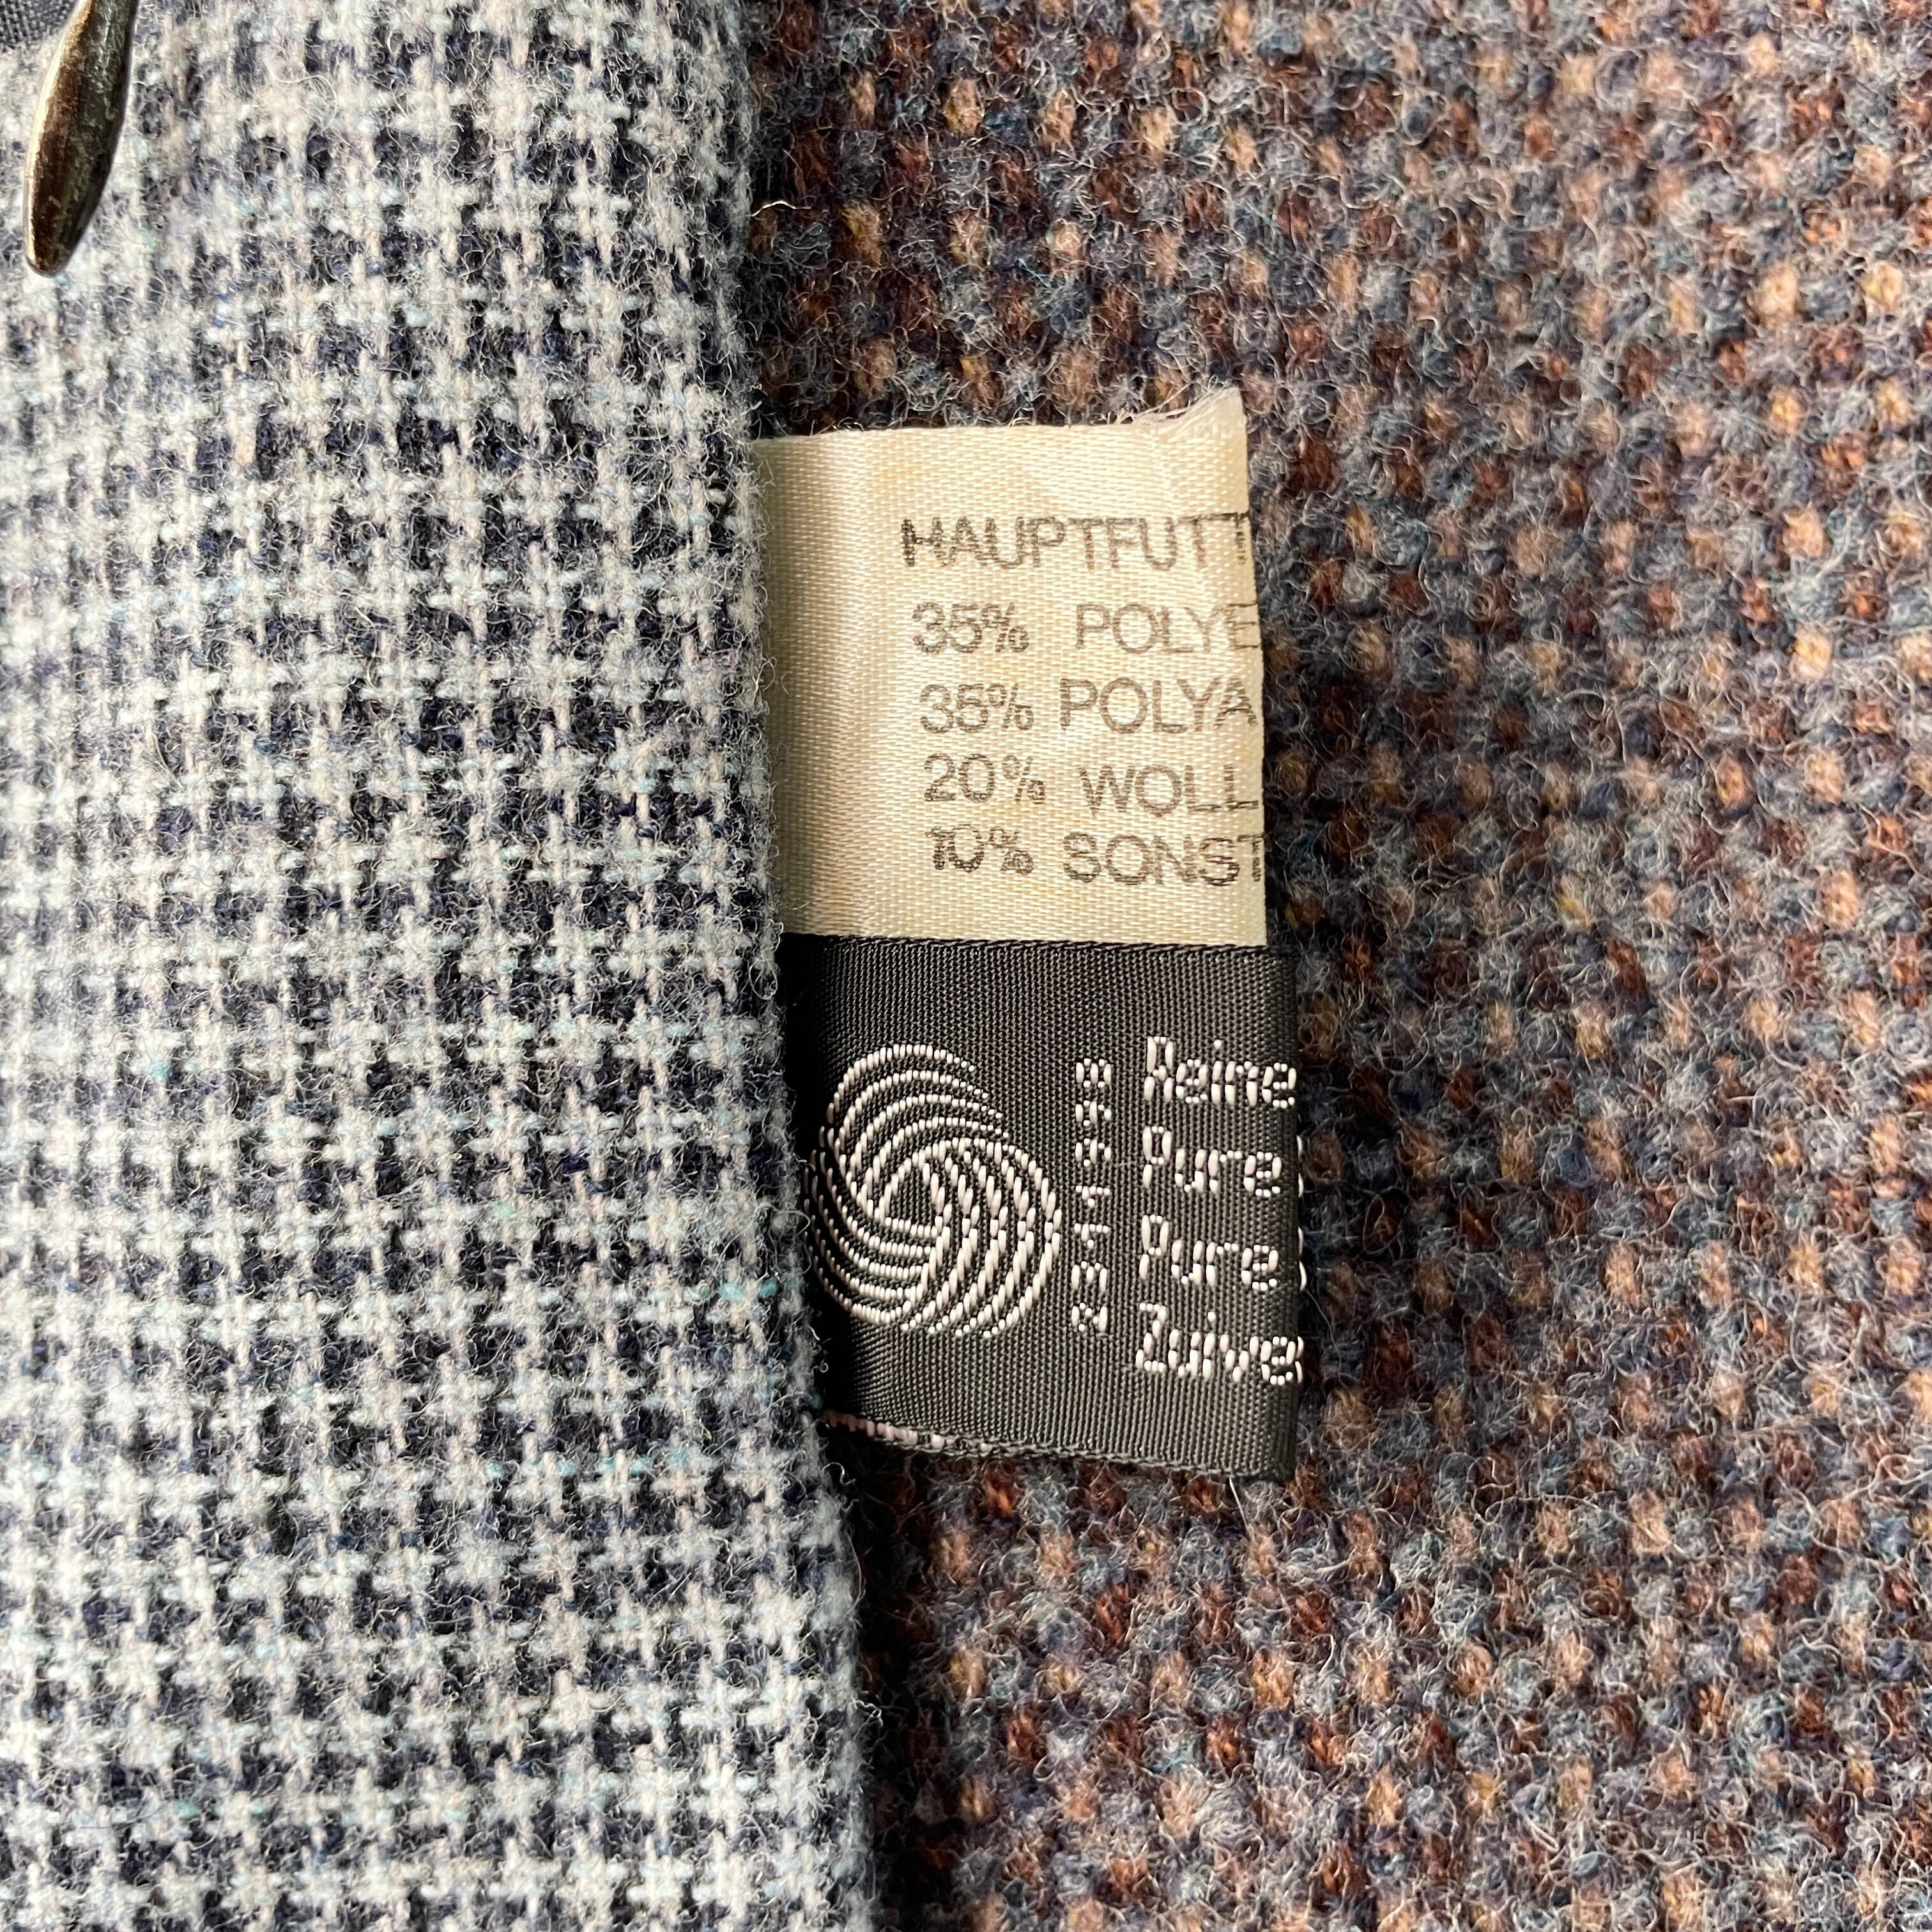 HAUPTFUTT
35% POLYE
35% POLYA
20% WOLL
10% SONST
Reine
Pure
Pure
Zuive